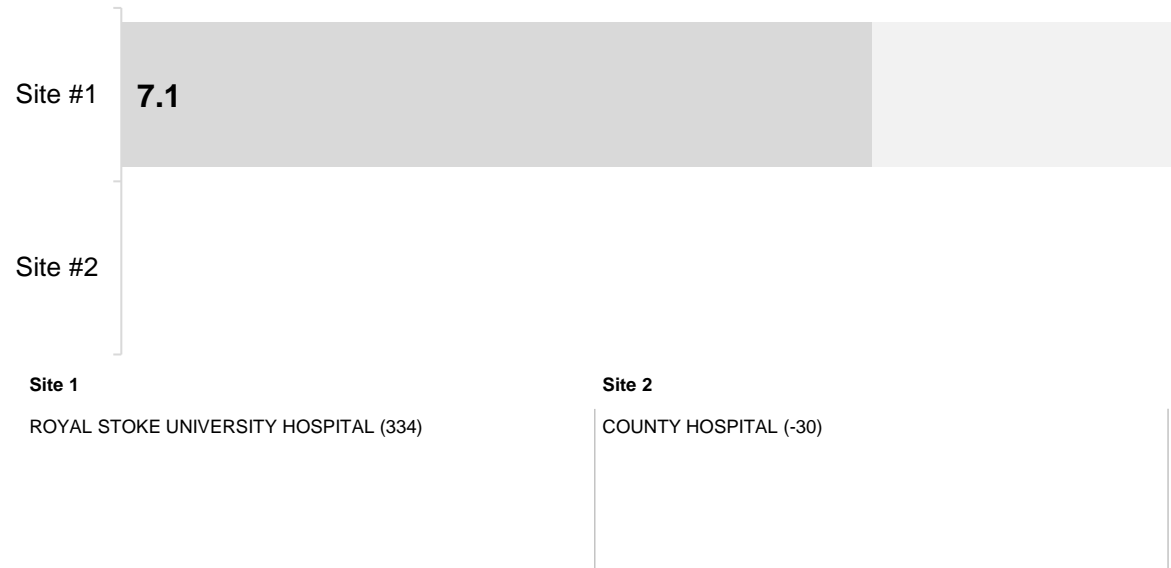 Site #1
7.1
Site #2
Site 1
Site 2
ROYAL STOKE UNIVERSITY HOSPITAL (334)
COUNTY HOSPITAL (-30)